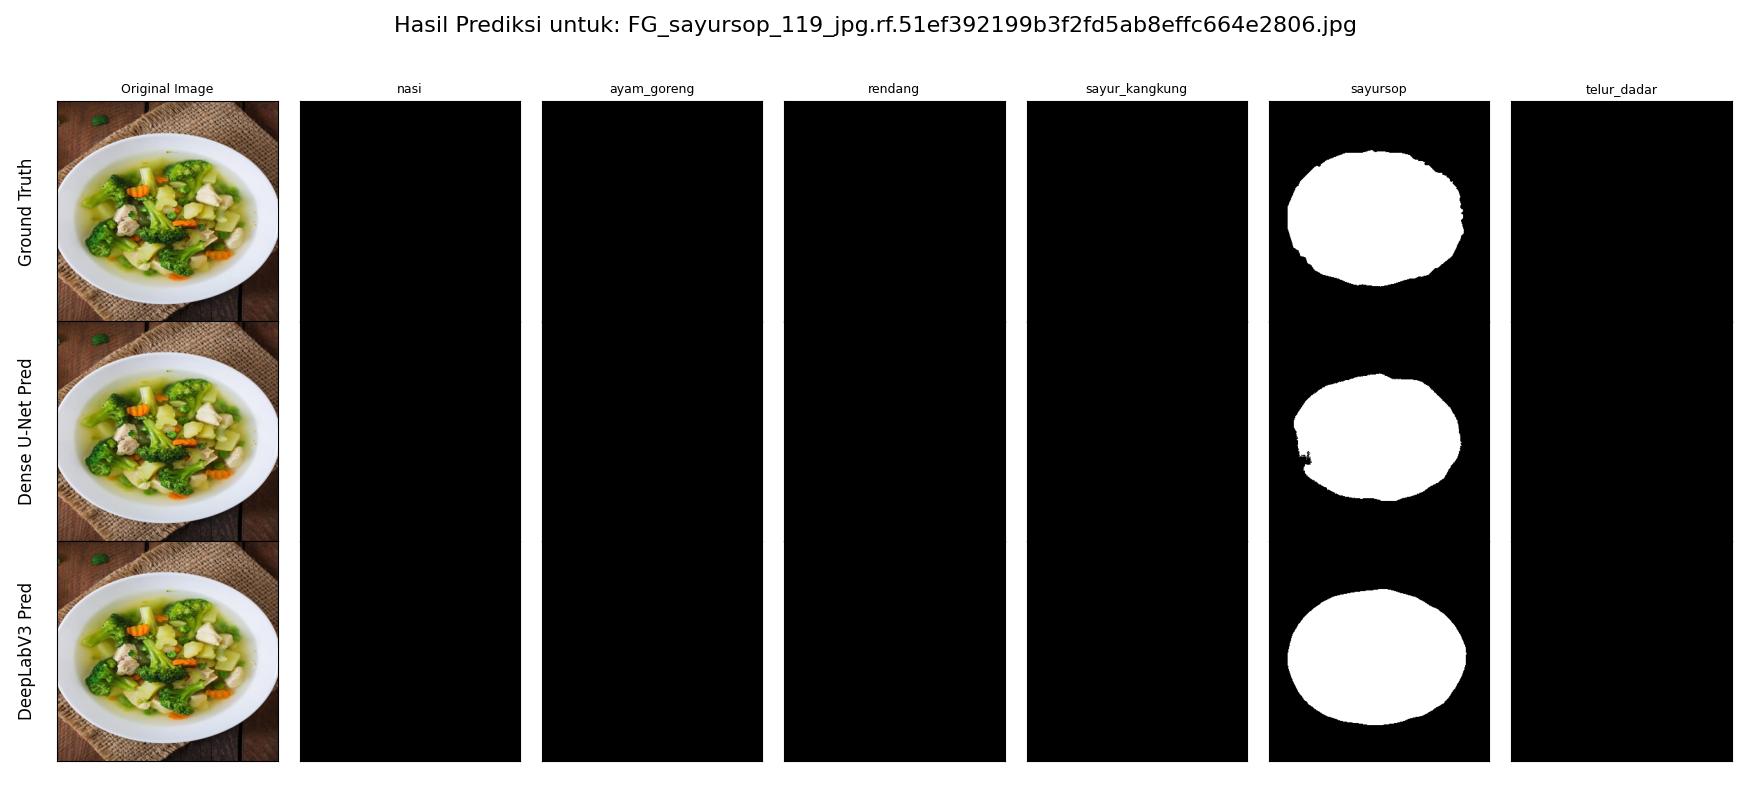 Hasil Prediksi untuk: FG_sayursop_119_jpg.rf.51ef392199b3f2fd5ab8effc664e2806.jpg
Original Image nasi ayam_goreng rendang sayur_kangkung sayursop telur_dadar
Ground Truth
Dense U-Net Pred
DeepLabV3 Pred